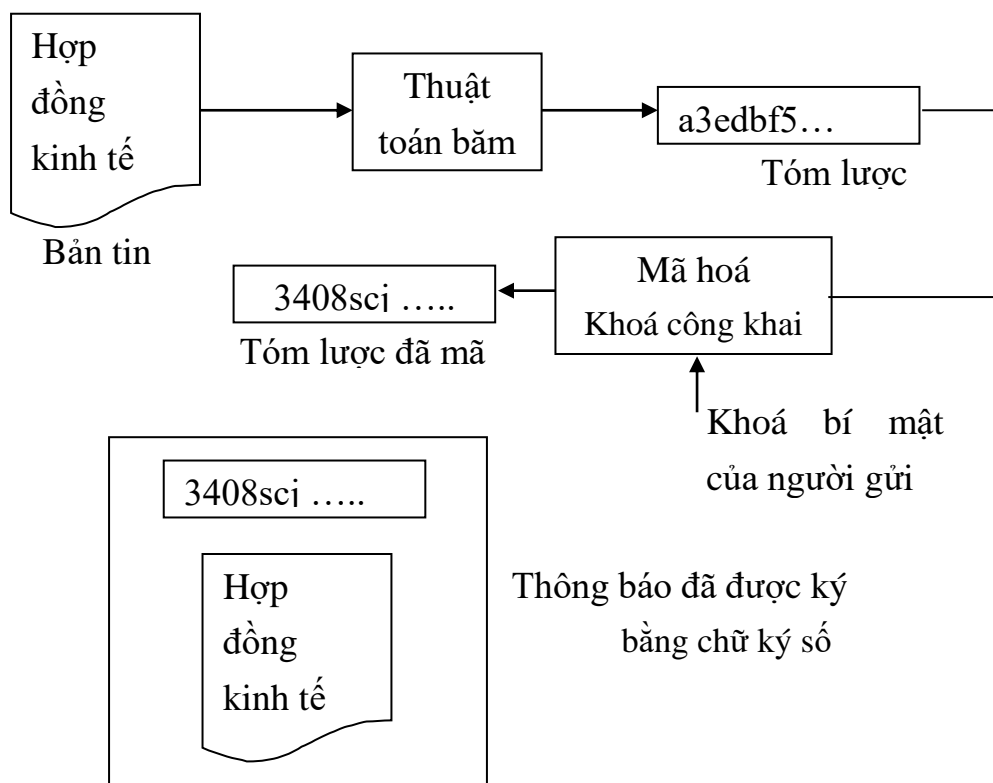 Hợp
đồng
kinh tế
Bản tin
Thuật
toán băm
a3edbf5…
Tóm lược
3408scj …..
Tóm lược đã mã
Mã hoá
Khoá công khai
Khoá bí mật
của người gửi
3408scj …..
Hợp
đồng
kinh tế
Thông báo đã được ký
bằng chữ ký số